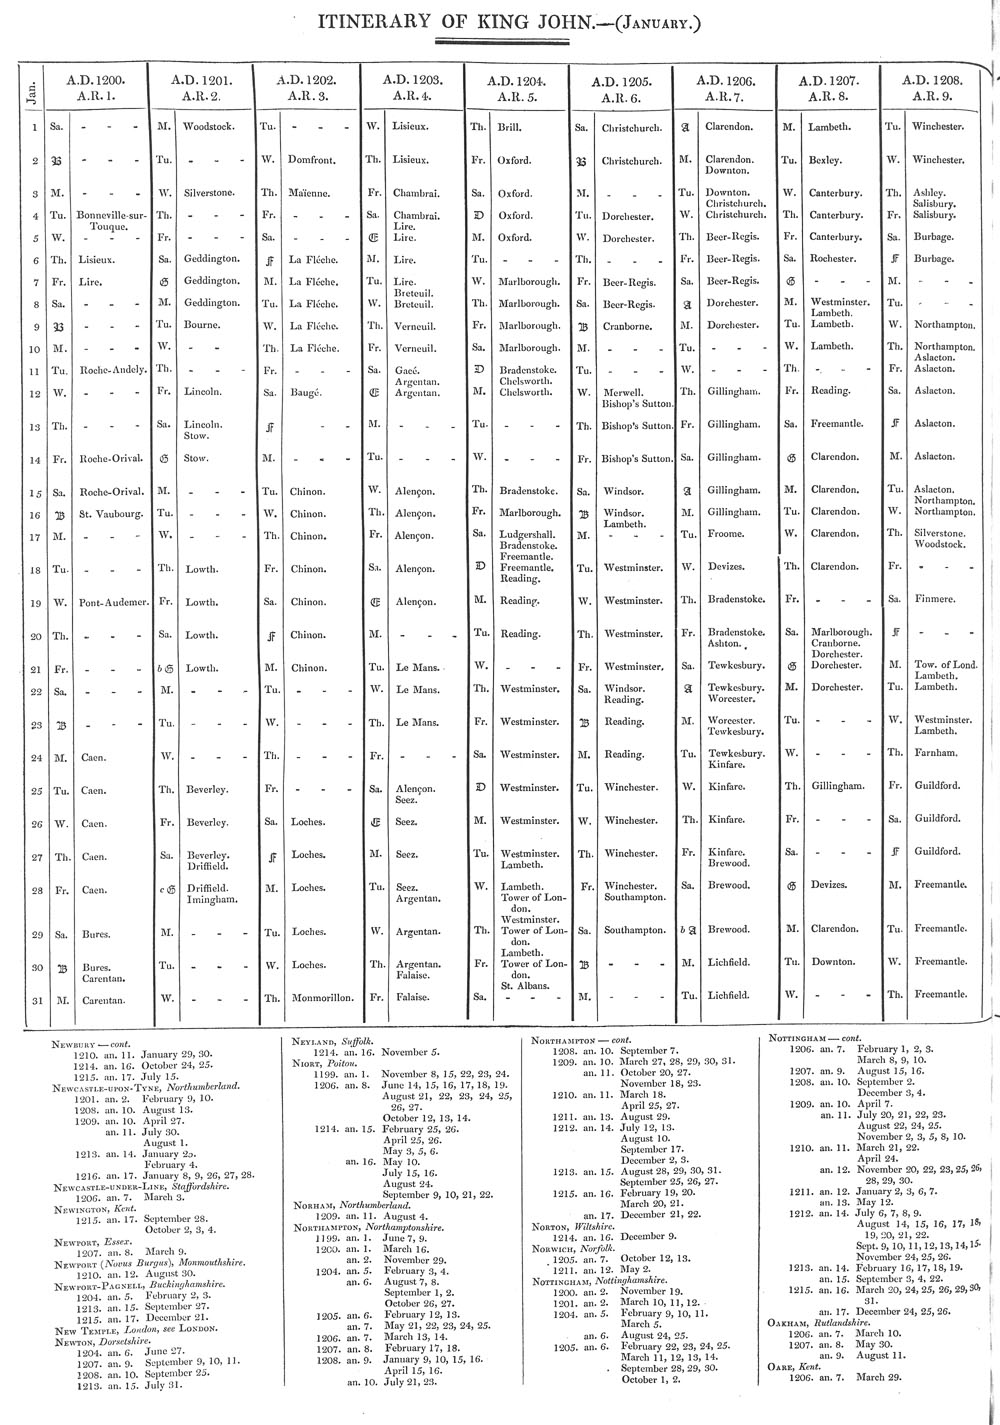 ITINERARY OF KING JOHN.—(JANUARY.)
Jan. A.D. 1200. A.D. 1201. A.D. 1202. A.D. 1203. A.D. 1204. A.D. 1205. A.D. 1206. A.D. 1207. A.D. 1208.
A.R. 1. A.R. 2. A.R. 3. A.R. 4. A.R. 5. A.R. 6. A.R. 7. A.R. 8. A.R. 9.
1 Sa. - - - M. Woodstock. Tu. - - - W. Lisieux. Th. Brill. Sa. Christchurch. A Clarendon. M. Lambeth. Tu. Winchester.
2 B - - - Tu. - - - W. Domfront. Th. Lisieux. Fr. Oxford. B Christchurch. M. Clarendon. Tu. Bexley. W. Winchester.
Downton.
3 M. - - - W. Silverstone. Th. Maïenne. Fr. Chambrai. Sa. Oxford. M. - - - Tu. Downton. W. Canterbury. Th. Ashley.
Christchurch. Salisbury.
4 Tu. Bonneville-sur- Th. - - - Fr. - - - Sa. Chambrai. D Oxford. Tu. Dorchester. W. Christchurch. Th. Canterbury. Fr. Salisbury.
Touque. Lire.
5 W. - - - Fr. - - - Sa. - - - E Lire. M. Oxford. W. Dorchester. Th. Beer-Regis. Fr. Canterbury. Sa. Burbage.
6 Th. Lisieux. Sa. Geddington. F La Fléche. M. Lire. Tu. - - - Th. - - - Fr. Beer-Regis. Sa. Rochester. F Burbage.
7 Fr. Lire. G Geddington. M. La Fléche. Tu. Lire. W. Marlborough. Fr. Beer-Regis. Sa. Beer-Regis. G - - - M. - - -
Breteuil.
8 Sa. - - - M. Geddington. Tu. La Fléche. W. Breteuil. Th. Marlborough. Sa. Beer-Regis. A Dorchester. M. Westminster. Tu. - - -
Lambeth.
9 B - - - Tu. Bourne. W. La Fléche. Th. Verneuil. Fr. Marlborough. B Cranborne. M. Dorchester. Tu. Lambeth. W. Northampton.
10 M. - - - W. - - Th. La Fléche. Fr. Verneuil. Sa. Marlborough. M. - - - Tu. - - - W. Lambeth. Th. Northampton.
Aslacton.
11 Tu. Roche-Andely. Th. - - - Fr. - - - Sa. Gacé. D Bradenstoke. Tu. - - - W. - - - Th. - - - Fr. Aslacton.
Argentan. Chelsworth.
12 W. - - - Fr. Lincoln. Sa. Baugé. E Argentan. M. Chelsworth. W. Merwell. Th. Gillingham. Fr. Reading. Sa. Aslacton.
Bishop's Sutton.
13 Th. - - - Sa. Lincoln. F - - M. - - - Tu. - - - Th. Bishop's Sutton. Fr. Gillingham. Sa. Freemantle. F Aslacton.
Stow.
14 Fr. Roche-Orival. G Stow. M. - - - Tu. - - - W. - - - Fr. Bishop's Sutton. Sa. Gillingham. G Clarendon. M. Aslacton.
15 Sa. Roche-Orival. M. - - - Tu. Chinon. W. Alençon. Th. Bradenstoke. Sa. Windsor. A Gillingham. M. Clarendon. Tu. Aslacton.
Northampton.
16 B St. Vaubourg. Tu. - - - W. Chinon. Th. Alençon. Fr. Marlborough. B Windsor. M. Gillingham. Tu. Clarendon. W. Northampton.
Lambeth.
17 M. - - - W. - - - Th. Chinon. Fr. Alençon. Sa. Ludgershall. M. - - - Tu. Froome. W. Clarendon. Th. Silverstone.
Bradenstoke. Woodstock.
Freemantle.
18 Tu. - - - Th. Lowth. Fr. Chinon. Sa. Alençon. D Freemantle. Tu. Westminster. W. Devizes. Th. Clarendon. Fr. - - -
Reading.
19 W. Pont-Audemer. Fr. Lowth. Sa. Chinon. E Alençon. M. Reading. W. Westminster. Th. Bradenstoke. Fr. - - - Sa. Finmere.
20 Th. - - - Sa. Lowth. F Chinon. M. - - - Tu. Reading. Th. Westminster. Fr. Bradenstoke. Sa. Marlborough. F - - -
Ashton. Cranborne.
Dorchester.
21 Fr. - - - b G Lowth. M. Chinon. Tu. Le Mans. W. - - - Fr. Westminster. Sa. Tewkesbury. G Dorchester. M. Tow. of Lond.
Lambeth.
22 Sa. - - - M. - - - Tu. - - - W. Le Mans. Th. Westminster. Sa. Windsor. A Tewkesbury. M. Dorchester. Tu. Lambeth.
Reading. Worcester.
23 B - - - Tu. - - - W. - - - Th. Le Mans. Fr. Westminster. B Reading. M. Worcester. Tu. - - - W. Westminster.
Tewkesbury. Lambeth.
24 M. Caen. W. - - - Th. - - - Fr. - - - Sa. Westminster. M. Reading. Tu. Tewkesbury. W. - - - Th. Farnham.
Kinfare.
25 Tu. Caen. Th. Beverley. Fr. - - - Sa. Alençon. D Westminster. Tu. Winchester. W. Kinfare. Th. Gillingham. Fr. Guildford.
Seez.
26 W. Caen. Fr. Beverley. Sa. Loches. E Seez. M. Westminster. W. Winchester. Th. Kinfare. Fr. - - - Sa. Guildford.
27 Th. Caen. Sa. Beverley. F Loches. M. Seez. Tu. Westminster. Th. Winchester. Fr. Kinfare. Sa. - - - F Guildford.
Driffield. Lambeth. Brewood.
28 Fr. Caen. c G Driffield. M. Loches. Tu. Seez. W. Lambeth. Fr. Winchester. Sa. Brewood. G Devizes. M. Freemantle.
Imingham. Argentan. Tower of Lon- Southampton.
don.
Westminster.
29 Sa. Bures. M. - - - Tu. Loches. W. Argentan. Th. Tower of Lon- Sa. Southampton. b A Brewood. M. Clarendon. Tu. Freemantle.
don.
Lambeth.
30 B Bures. Tu. - - - W. Loches. Th. Argentan. Fr. Tower of Lon- B - - - M. Lichfield. Tu. Downton. W. Freemantle.
Carentan. Falaise. don.
St. Albans.
31 M. Carentan. W. - - - Th. Monmorillon. Fr. Falaise. Sa. - - - M. - - - Tu. Lichfield. W. - - - Th. Freemantle.
NEWBURY — cont.
1210. an. 11. January 29, 30.
1214. an. 16. October 24, 25.
1215. an. 17. July 15.
NEWCASTLE-UPON-TYNE, Northumberland.
1201. an. 2. February 9, 10.
1208. an. 10. August 13.
1209. an. 10. April 27.
an. 11. July 30.
August 1.
1213. an. 14. January 25.
February 4.
1216. an. 17. January 8, 9, 26, 27, 28.
NEWCASTLE-UNDER-LINE, Staffordshire.
1206. an. 7. March 3.
NEWINGTON, Kent.
1215. an. 17. September 28.
October 2, 3, 4.
NEWPORT, Essex.
1207. an. 8. March 9.
NEWPORT (Novus Burgus), Monmouthshire.
1210. an. 12. August 30.
NEWPORT-PAGNELL, Buckinghamshire.
1204. an. 5. February 2, 3.
1213. an. 15. September 27.
1215. an. 17. December 21.
NEW TEMPLE, London, see LONDON.
NEWTON, Dorsetshire.
1204. an. 6. June 27.
1207. an. 9. September 9, 10, 11.
1208. an. 10. September 25.
1213. an. 15. July 31.
NEYLAND, Suffolk.
1214. an. 16. November 5.
NIORT, Poitou.
1199. an. 1. November 8, 15, 22, 23, 24.
1206. an. 8. June 14, 15, 16, 17, 18, 19.
August 21, 22, 23, 24, 25,
26, 27.
October 12, 13, 14.
1214. an. 15. February 25, 26.
April 25, 26.
May 3, 5, 6.
an. 16. May 10.
July 15, 16.
August 24.
September 9, 10, 21, 22.
NORHAM, Northumberland.
1209. an. 11. August 4.
NORTHAMPTON, Northamptonshire.
1199. an. 1. June 7, 9.
1200. an. 1. March 16.
an. 2. November 29.
1204. an. 5. February 3, 4.
an. 6. August 7, 8.
September 1, 2.
October 26, 27.
1205. an. 6. February 12, 13.
an. 7. May 21, 22, 23, 24, 25.
1206. an. 7. March 13, 14.
1207. an. 8. February 17, 18.
1208. an. 9. January 9, 10, 15, 16.
April 15, 16.
an. 10. July 21, 23.
NORTHAMPTON — cont.
1208. an. 10. September 7.
1209. an. 10. March 27, 28, 29, 30, 31.
an. 11. October 20, 27.
November 18, 23.
1210. an. 11. March 18.
April 25, 27.
1211. an. 13. August 29.
1212. an. 14. July 12, 13.
August 10.
September 17.
December 2, 3.
1213. an. 15. August 28, 29, 30, 31.
September 25, 26, 27.
1215. an. 16. February 19, 20.
March 20, 21.
an. 17. December 21, 22.
NORTON, Wiltshire.
1214. an. 16. December 9.
NORWICH, Norfolk.
1205. an. 7. October 12, 13.
1211. an. 12. May 2.
NOTTINGHAM, Nottinghamshire.
1200. an. 2. November 19.
1201. an. 2. March 10, 11, 12.
1204. an. 5. February 9, 10, 11.
March 5.
an. 6. August 24, 25.
1205. an. 6. February 22, 23, 24, 25.
March 11, 12, 13, 14.
September 28, 29, 30.
October 1, 2.
NOTTINGHAM — cont.
1206. an. 7. February 1, 2, 3.
March 8, 9, 10.
1207. an. 9. August 15, 16.
1208. an. 10. September 2.
December 3, 4.
1209. an. 10. April 7.
an. 11. July 20, 21, 22, 23.
August 22, 24, 25.
November 2, 3, 5, 8, 10.
1210. an. 11. March 21, 22.
April 24.
an. 12. November 20, 22, 23, 25, 26,
28, 29, 30.
1211. an. 12. January 2, 3, 6, 7.
an. 13. May 12.
1212. an. 14. July 6, 7, 8, 9.
August 14, 15, 16, 17, 18,
19, 20, 21, 22.
Sept. 9, 10, 11, 12, 13, 14, 15.
November 24, 25, 26.
1213. an. 14. February 16, 17, 18, 19.
an. 15. September 3, 4, 22.
1215. an. 16. March 20, 24, 25, 26, 29, 30,
31.
an. 17. December 24, 25, 26.
OAKHAM, Rutlandshire.
1206. an. 7. March 10.
1207. an. 8. May 30.
an. 9. August 11.
OARE, Kent.
1206. an. 7. March 29.